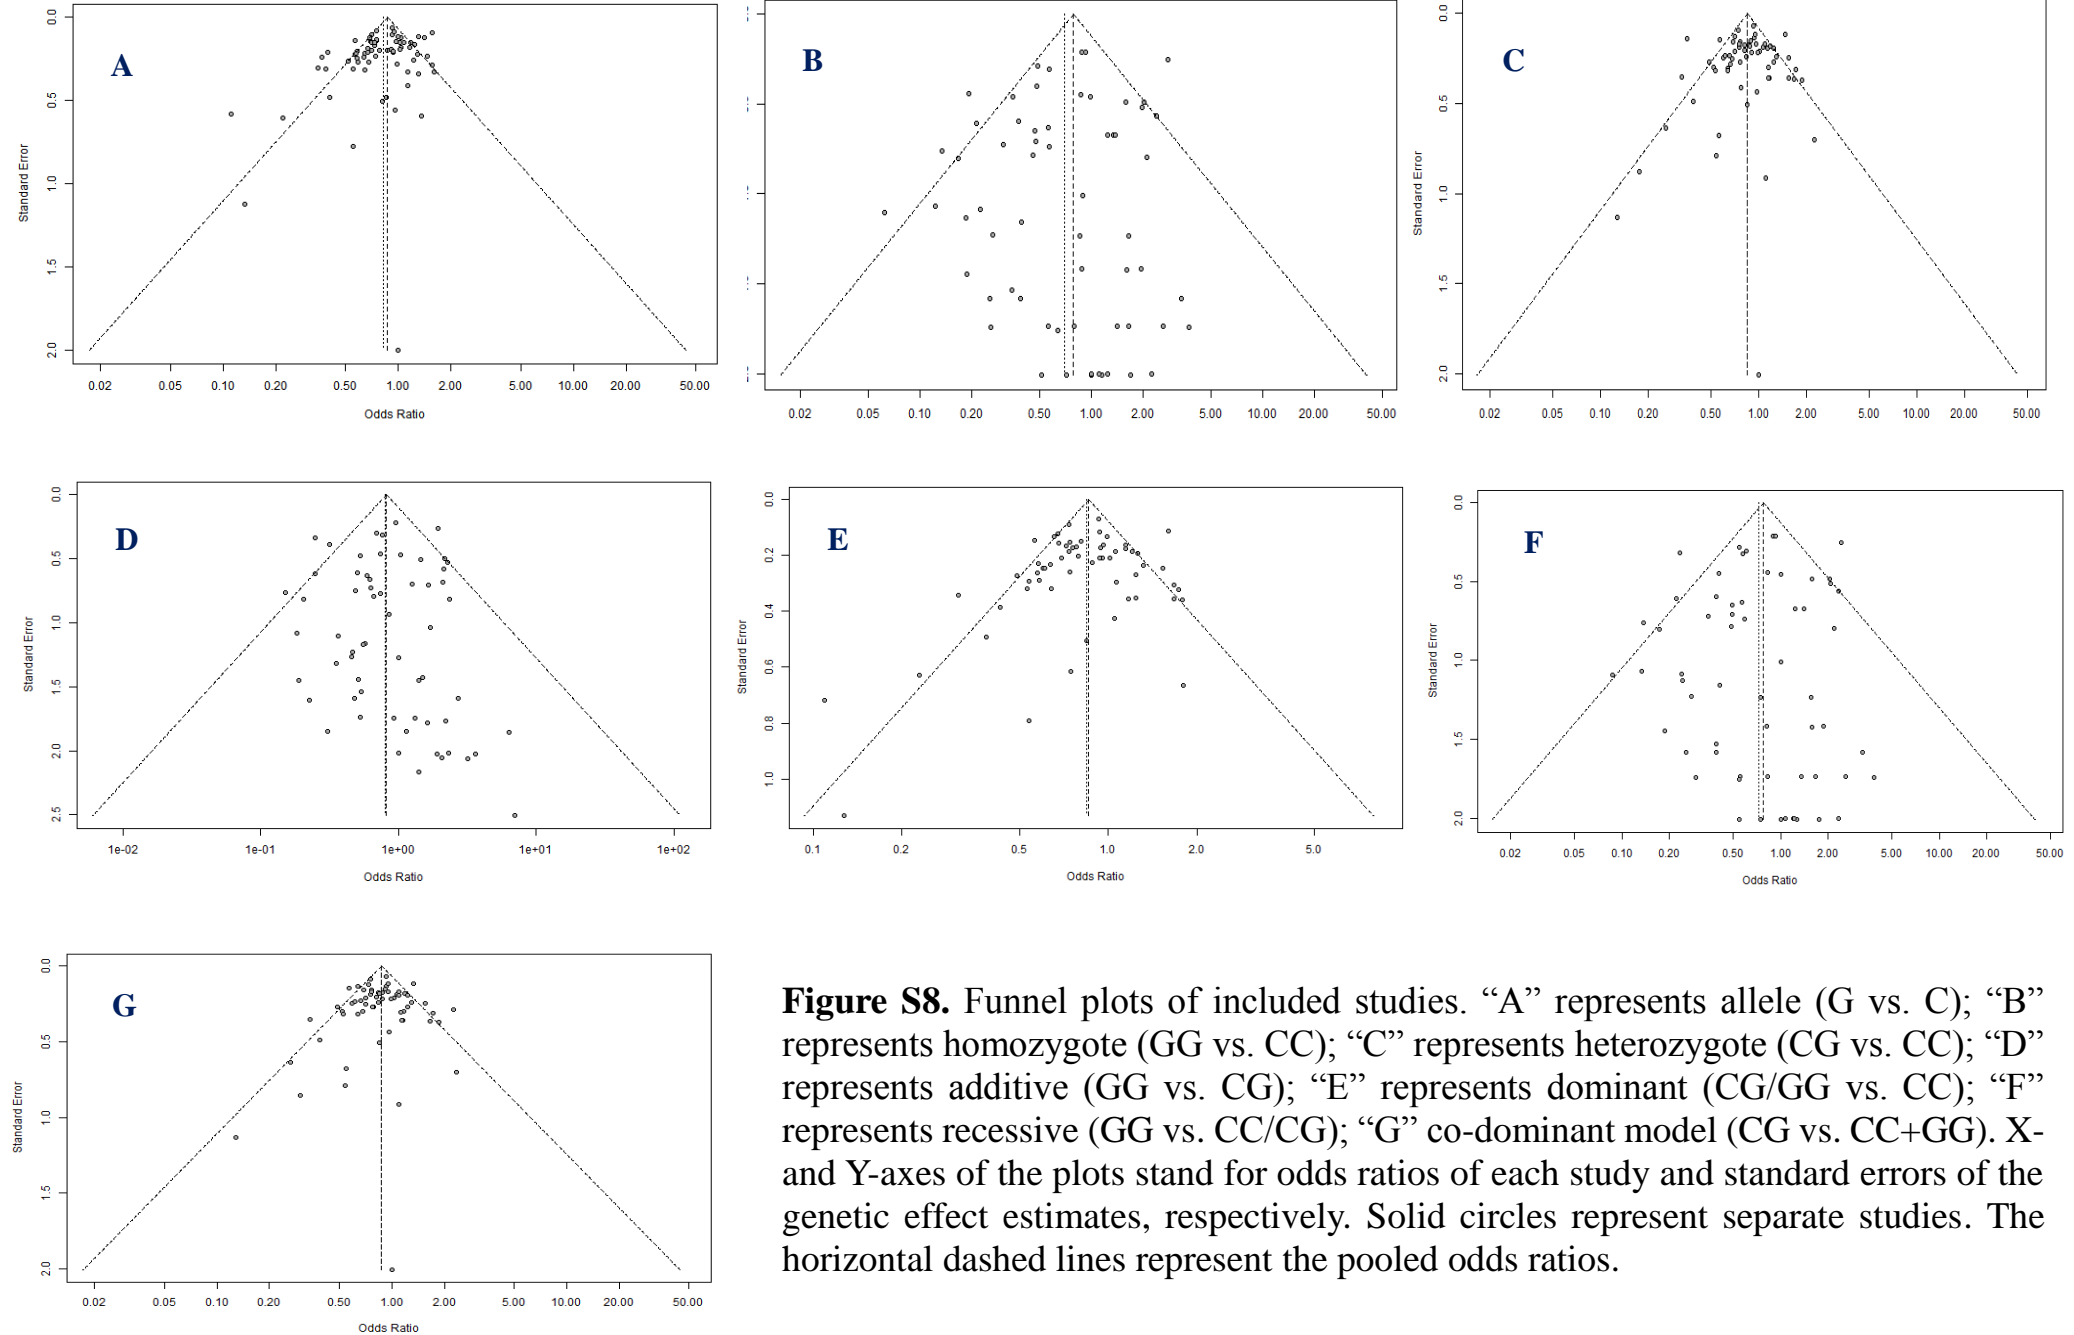 A
0.0
0.5
1.0
1.5
2.0
Standard Error
0.02 0.05 0.10 0.20 0.50 1.00 2.00 5.00 10.00 20.00 50.00
Odds Ratio
B
0.02 0.05 0.10 0.20 0.50 1.00 2.00 5.00 10.00 20.00 50.00
C
0.0
0.5
1.0
1.5
2.0
Standard Error
0.02 0.05 0.10 0.20 0.50 1.00 2.00 5.00 10.00 20.00 50.00
D
0.0
0.5
1.0
1.5
2.0
2.5
Standard Error
1e-02 1e-01 1e+00 1e+01 1e+02
Odds Ratio
E
0.0
0.2
0.4
0.6
0.8
1.0
Standard Error
0.1 0.2 0.5 1.0 2.0 5.0
Odds Ratio
F
0.0
0.5
1.0
1.5
2.0
Standard Error
0.02 0.05 0.10 0.20 0.50 1.00 2.00 5.00 10.00 20.00 50.00
Odds Ratio
G
0.0
0.5
1.0
1.5
2.0
Standard Error
0.02 0.05 0.10 0.20 0.50 1.00 2.00 5.00 10.00 20.00 50.00
Odds Ratio
Figure S8. Funnel plots of included studies. “A” represents allele (G vs. C); “B”
represents homozygote (GG vs. CC); “C” represents heterozygote (CG vs. CC); “D”
represents additive (GG vs. CG); “E” represents dominant (CG/GG vs. CC); “F”
represents recessive (GG vs. CC/CG); “G” co-dominant model (CG vs. CC+GG). X-
and Y-axes of the plots stand for odds ratios of each study and standard errors of the
genetic effect estimates, respectively. Solid circles represent separate studies. The
horizontal dashed lines represent the pooled odds ratios.